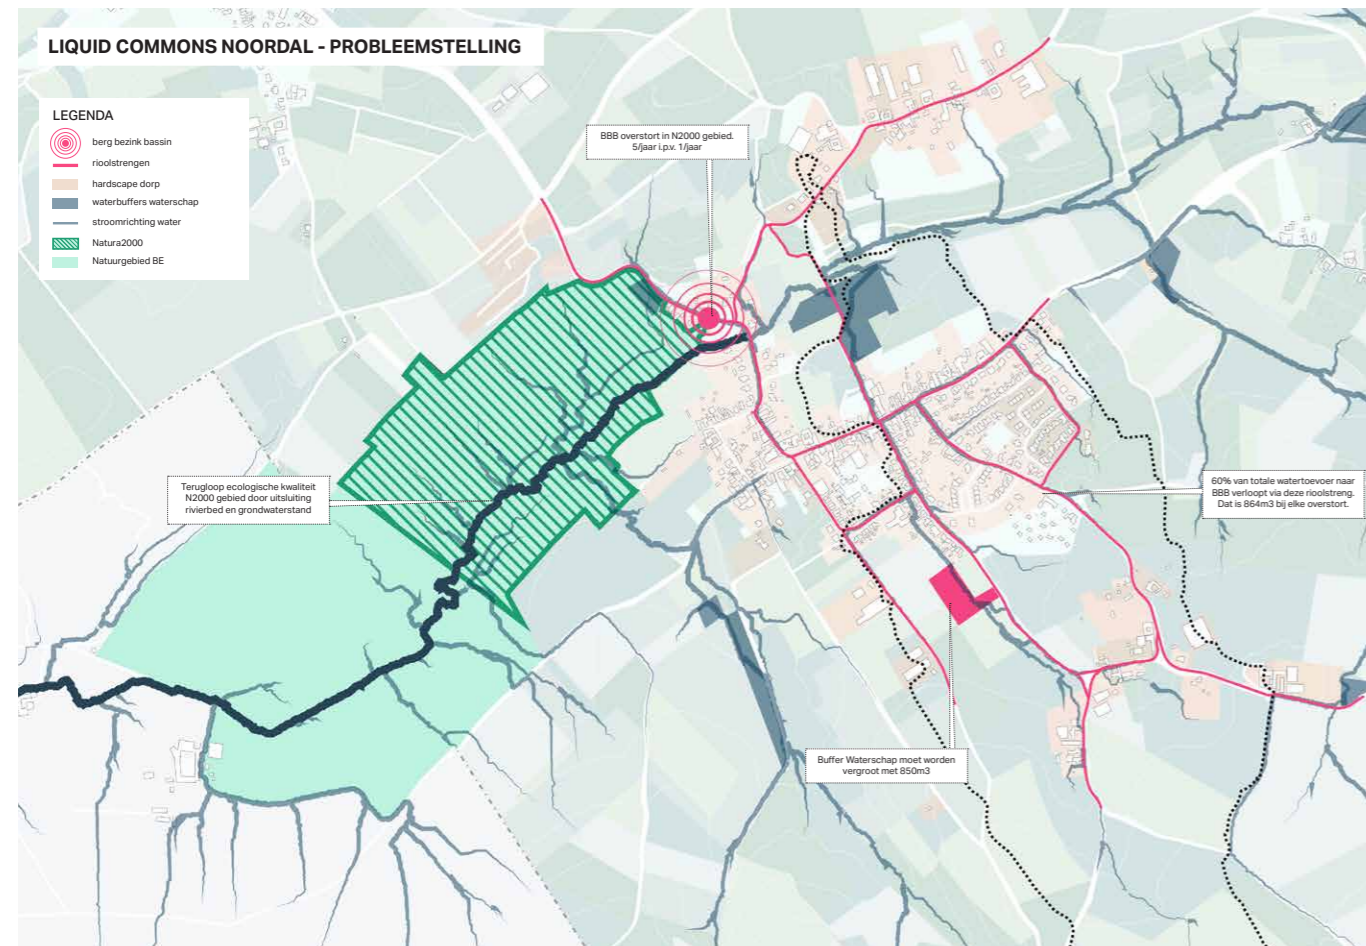 LIQUID COMMONS NOORDAL - PROBLEEMSTELLING
LEGENDA
berg bezink bassin
rioolstrengen
hardscape dorp
waterbuffers waterschap
stroomrichting water
Natura2000
Natuurgebied BE
BBB overstort in N2000 gebied.
5/jaar i.p.v. 1/jaar
Terugloop ecologische kwaliteit
N2000 gebied door uitsluiting
rivierbed en grondwaterstand
60% van totale watertoevoer naar
BBB verloopt via deze rioolstreng.
Dat is 864m3 bij elke overstort.
Buffer Waterschap moet worden
vergroot met 850m3